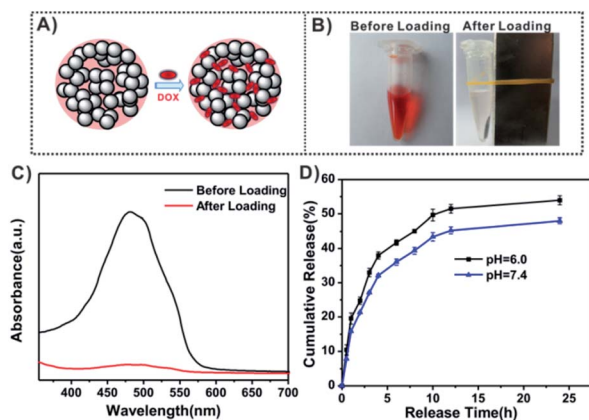 A)
DOX
B)
Before Loading
After Loading
C)
Before Loading
After Loading
Absorbance(a.u.)
400 450 500 550 600 650 700
Wavelength(nm)
D)
60
50
40
30
20
10
0
pH=6.0
pH=7.4
Cumulative Release(%)
0 5 10 15 20 25
Release Time(h)